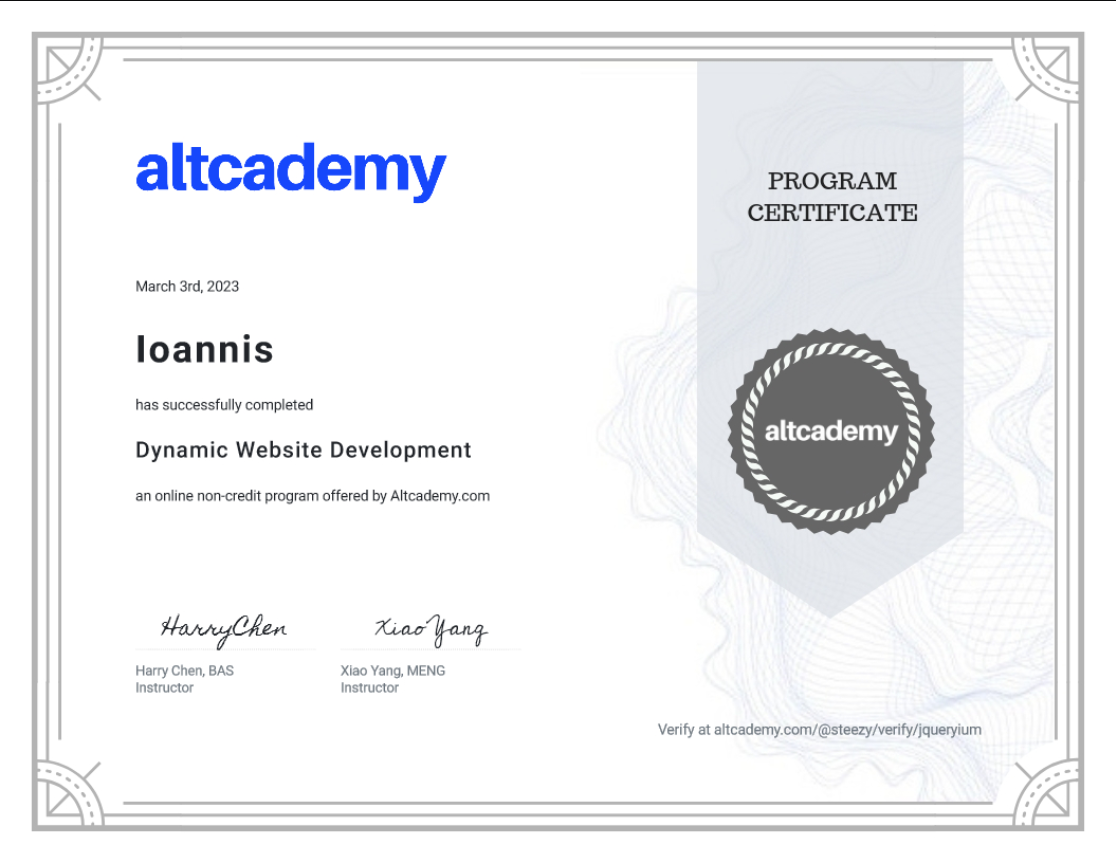 altcademy
PROGRAM
CERTIFICATE
March 3rd, 2023
Ioannis
has successfully completed
Dynamic Website Development
an online non-credit program offered by Altcademy.com
altcademy
HarryChen
Xiao Yang
Harry Chen, BAS
Instructor
Xiao Yang, MENG
Instructor
Verify at altcademy.com/@steezy/verify/jqueryium